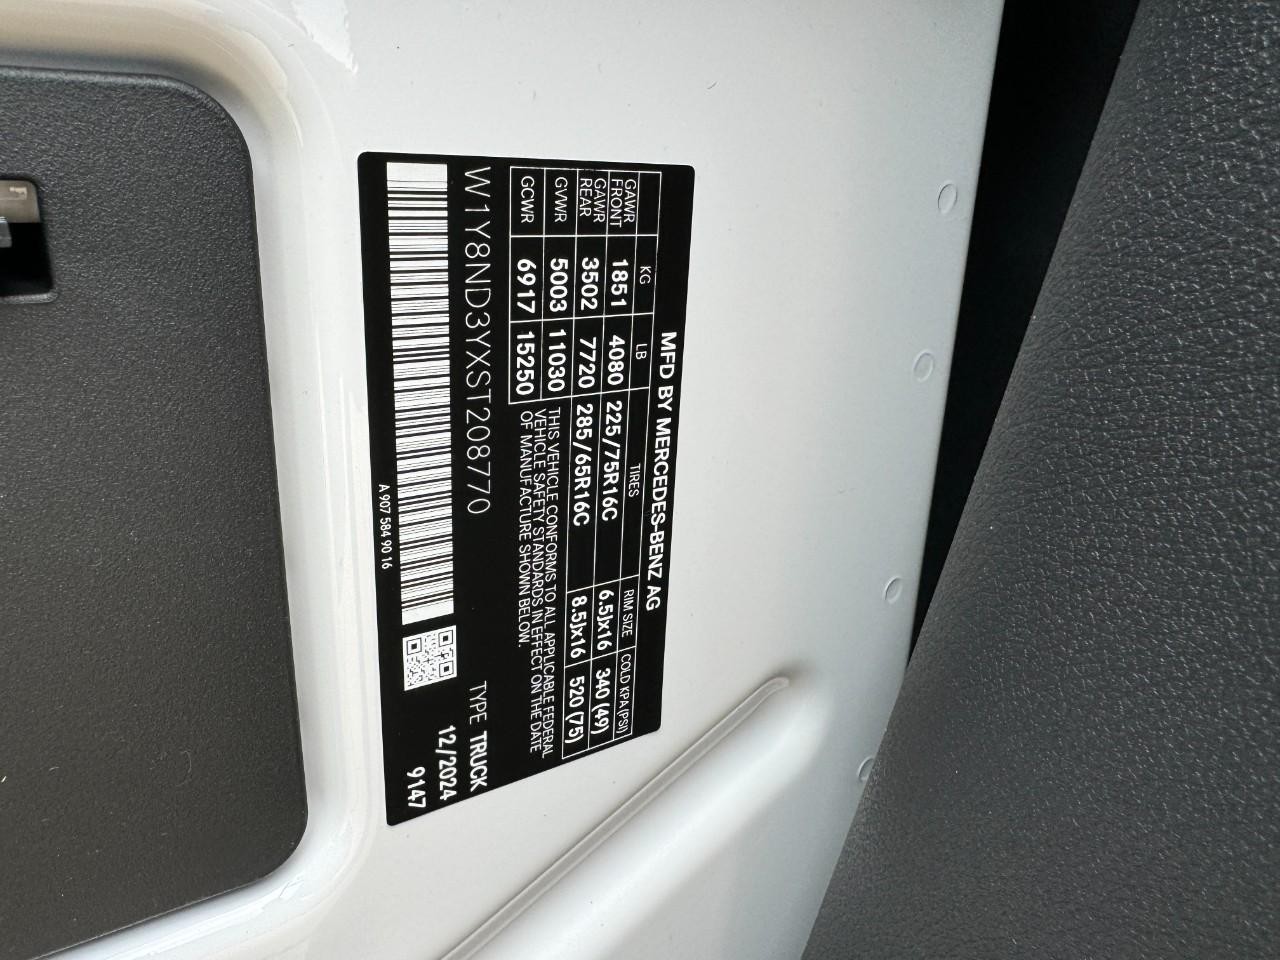 MFD BY MERCEDES-BENZ AG
KG LB TIRES RIM SIZE COLD KPA (PSI)
GAWR FRONT 1851 4080 225/75R16C 6.5Jx16 340 (49)
GAWR REAR 3502 7720 285/65R16C 8.5Jx16 520 (75)
GVWR 5003 11030
GCWR 6917 15250
THIS VEHICLE CONFORMS TO ALL APPLICABLE FEDERAL
VEHICLE SAFETY STANDARDS IN EFFECT ON THE DATE
OF MANUFACTURE SHOWN BELOW.
W1Y8ND3YXST208770
TYPE TRUCK
12/2024
9147
A 907 584 90 16